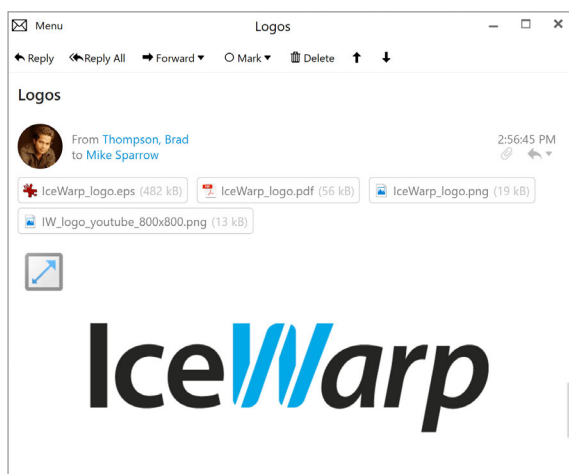 Menu
Logos
Reply
Reply All
Forward
Mark
Delete
Logos
From Thompson, Brad
2:56:45 PM
to Mike Sparrow
IceWarp_logo.eps (482 kB)
IceWarp_logo.pdf (56 kB)
IceWarp_logo.png (19 kB)
IW_logo_youtube_800x800.png (13 kB)
IceWarp